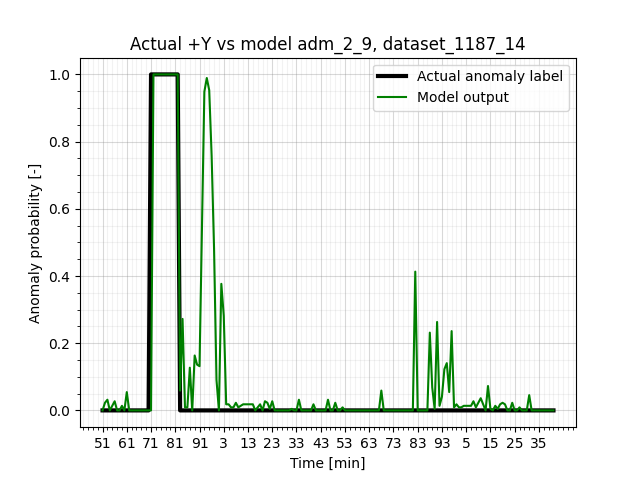 Actual +Y vs model adm_2_9, dataset_1187_14
Actual anomaly label
Model output
Anomaly probability [-]
1.0
0.8
0.6
0.4
0.2
0.0
51 61 71 81 91 3 13 23 33 43 53 63 73 83 93 5 15 25 35
Time [min]